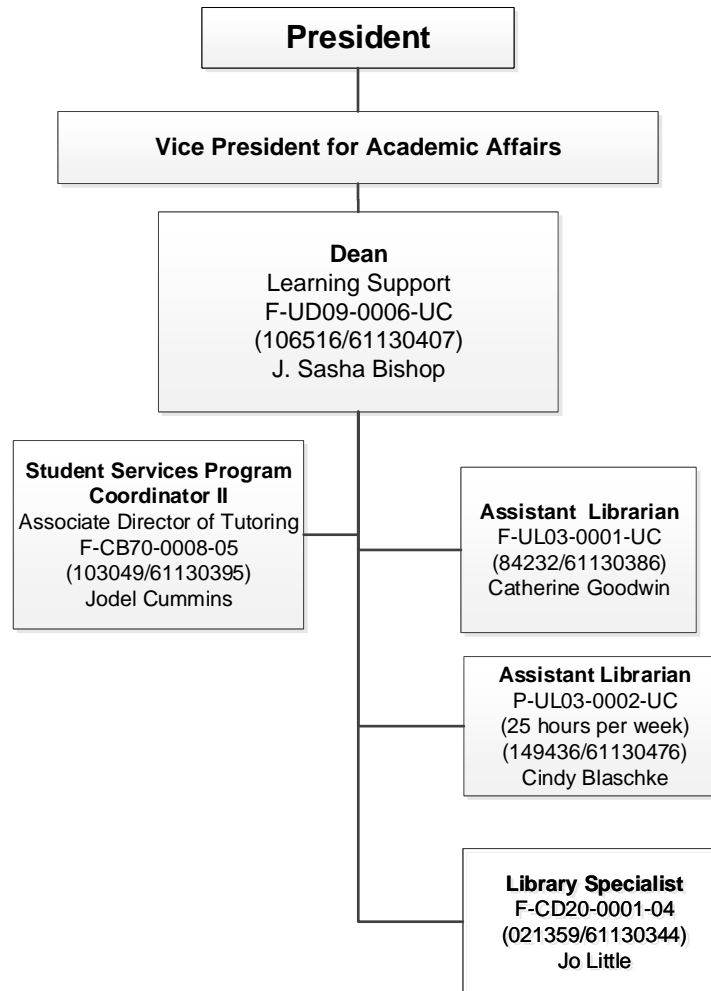 President
Vice President for Academic Affairs
Dean
Learning Support
F-UD09-0006-UC
(106516/61130407)
J. Sasha Bishop
Student Services Program
Coordinator II
Associate Director of Tutoring
F-CB70-0008-05
(103049/61130395)
Jodel Cummins
Assistant Librarian
F-UL03-0001-UC
(84232/61130386)
Catherine Goodwin
Assistant Librarian
P-UL03-0002-UC
(25 hours per week)
(149436/61130476)
Cindy Blaschke
Library Specialist
F-CD20-0001-04
(021359/61130344)
Jo Little